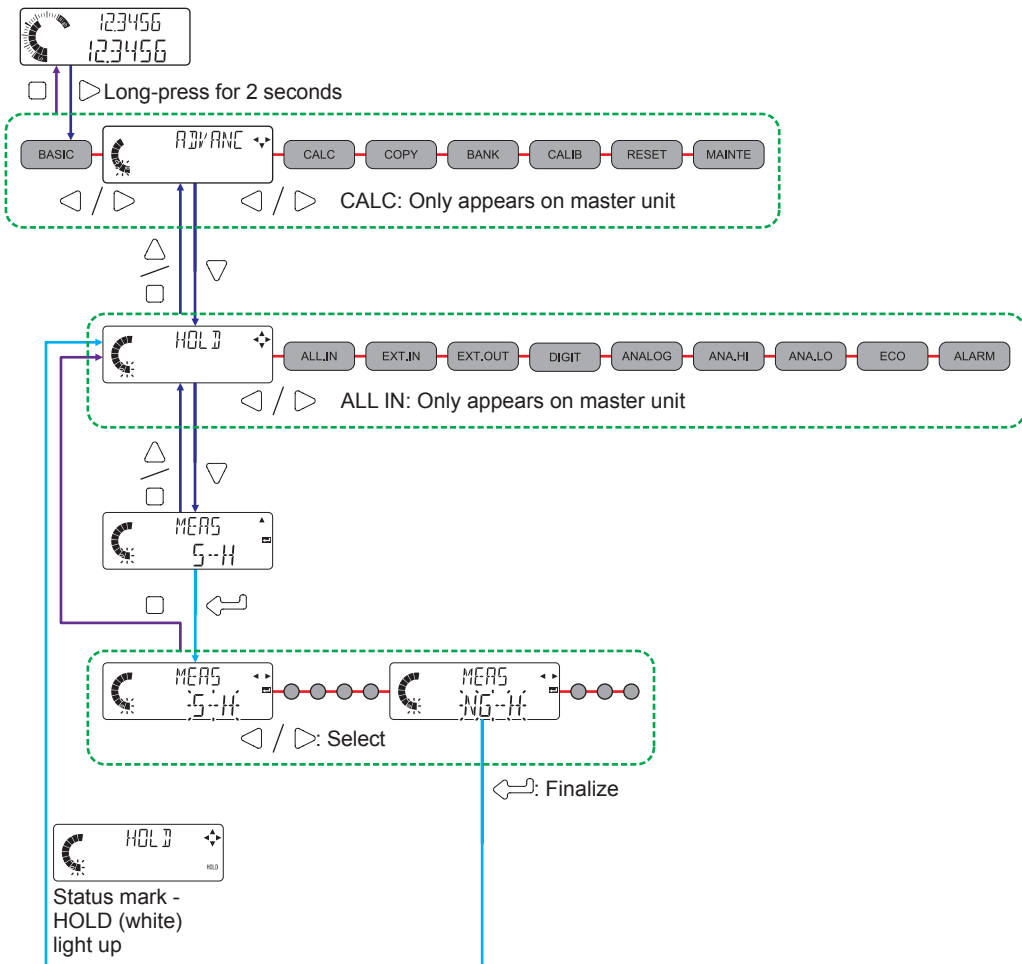 12.3456
12.3456
Long-press for 2 seconds
BASIC
ADVANC
CALC
COPY
BANK
CALIB
RESET
MAINTE
/
/
CALC: Only appears on master unit
HOLD
ALL.IN
EXT.IN
EXT.OUT
DIGIT
ANALOG
ANA.HI
ANA.LO
ECO
ALARM
/
ALL IN: Only appears on master unit
MEAS
S-H
MEAS
S-H
MEAS
NG-H
/ : Select
: Finalize
HOLD
HOLD
Status mark -
HOLD (white)
light up